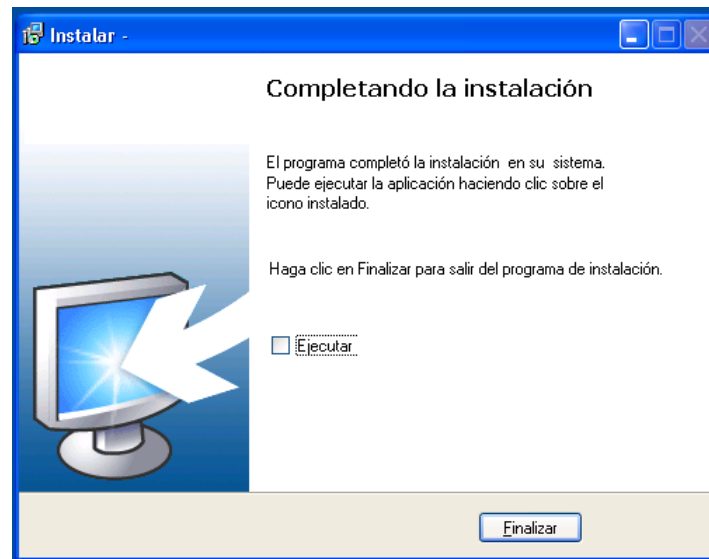 Instalar -
Completando la instalación
El programa completó la instalación en su sistema.
Puede ejecutar la aplicación haciendo clic sobre el
icono instalado.
Haga clic en Finalizar para salir del programa de instalación.
Ejecutar
Finalizar